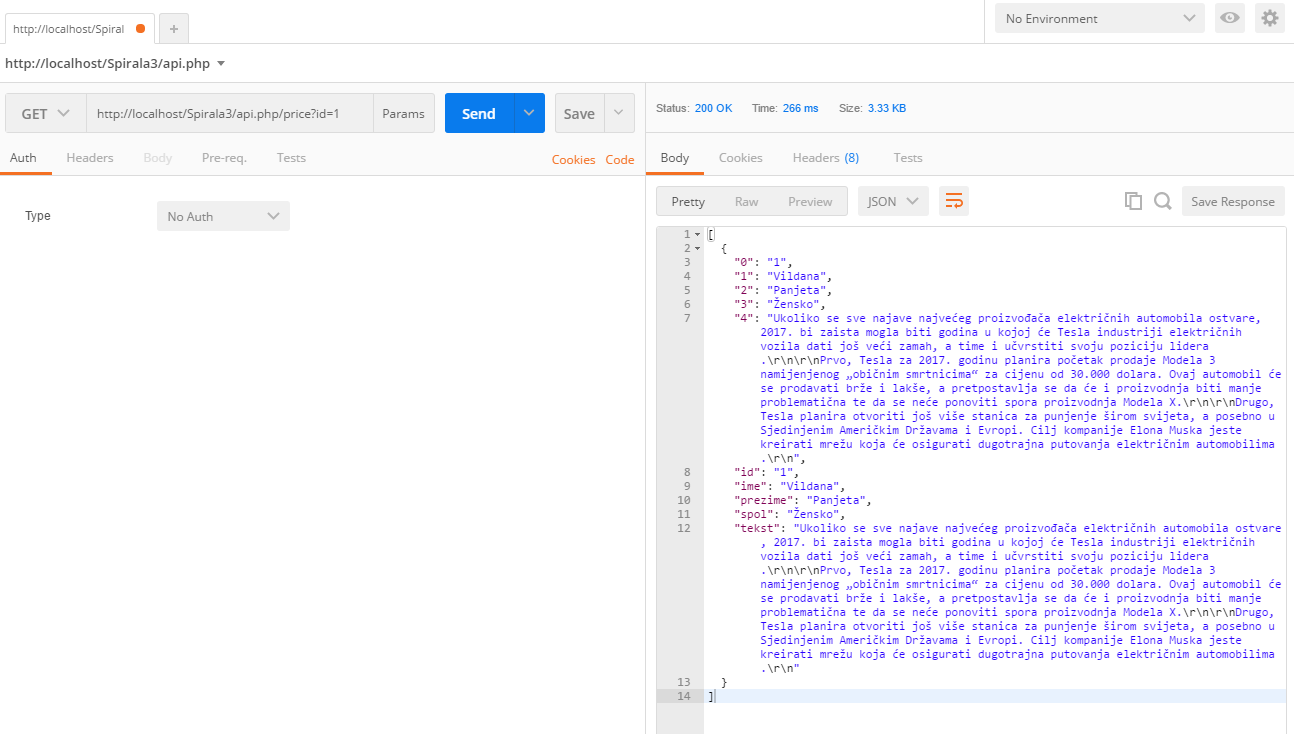 http://localhost/Spiral
+
No Environment
http://localhost/Spirala3/api.php
GET
http://localhost/Spirala3/api.php/price?id=1
Params
Send
Save
Status: 200 OK Time: 266 ms Size: 3.33 KB
Auth Headers Body Pre-req. Tests
Cookies Code
Body Cookies Headers (8) Tests
Type No Auth
Pretty Raw Preview JSON Save Response
1 [
2 {
3 "0": "1",
4 "1": "Vildana",
5 "2": "Panjeta",
6 "3": "Žensko",
7 "4": "Ukoliko se sve najave najvećeg proizvođača električnih automobila ostvare,
2017. bi zaista mogla biti godina u kojoj će Tesla industriji električnih
vozila dati još veći zamah, a time i učvrstiti svoju poziciju lidera
.\r\n\r\nPrvo, Tesla za 2017. godinu planira početak prodaje Modela 3
namijenjenog „običnim smrtnicima“ za cijenu od 30.000 dolara. Ovaj automobil će
se prodavati brže i lakše, a pretpostavlja se da će i proizvodnja biti manje
problematična te da se neće ponoviti spora proizvodnja Modela X.\r\n\r\nDrugo,
Tesla planira otvoriti još više stanica za punjenje širom svijeta, a posebno u
Sjedinjenim Američkim Državama i Evropi. Cilj kompanije Elona Muska jeste
kreirati mrežu koja će osigurati dugotrajna putovanja električnim automobilima
.\r\n",
8 "id": "1",
9 "ime": "Vildana",
10 "prezime": "Panjeta",
11 "spol": "Žensko",
12 "tekst": "Ukoliko se sve najave najvećeg proizvođača električnih automobila ostvare
, 2017. bi zaista mogla biti godina u kojoj će Tesla industriji električnih
vozila dati još veći zamah, a time i učvrstiti svoju poziciju lidera
.\r\n\r\nPrvo, Tesla za 2017. godinu planira početak prodaje Modela 3
namijenjenog „običnim smrtnicima“ za cijenu od 30.000 dolara. Ovaj automobil će
se prodavati brže i lakše, a pretpostavlja se da će i proizvodnja biti manje
problematična te da se neće ponoviti spora proizvodnja Modela X.\r\n\r\nDrugo,
Tesla planira otvoriti još više stanica za punjenje širom svijeta, a posebno u
Sjedinjenim Američkim Državama i Evropi. Cilj kompanije Elona Muska jeste
kreirati mrežu koja će osigurati dugotrajna putovanja električnim automobilima
.\r\n"
13 }
14 ]